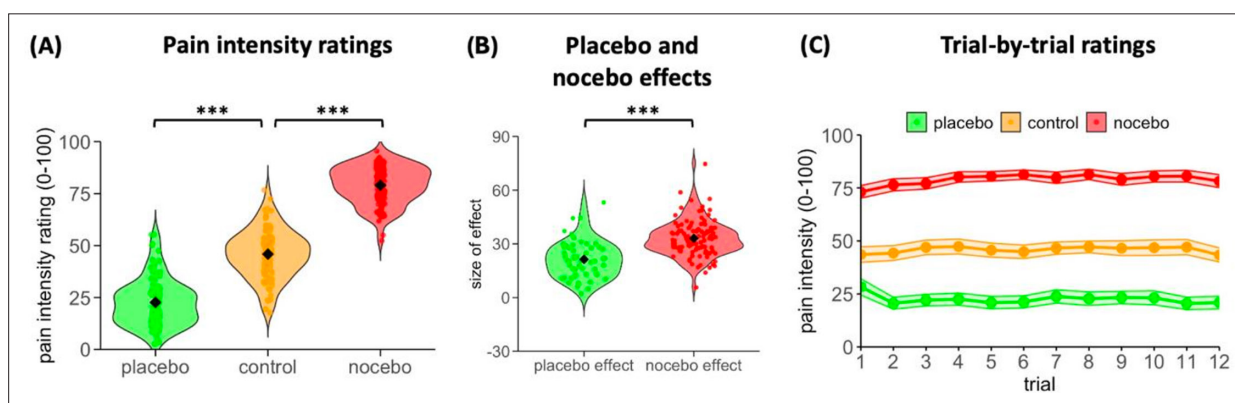 (A) Pain intensity ratings
***
***
pain intensity rating (0-100)
100
75
50
25
0
placebo
control
nocebo
(B) Placebo and
nocebo effects
***
size of effect
90
60
30
0
-30
placebo effect
nocebo effect
(C) Trial-by-trial ratings
placebo
control
nocebo
pain intensity (0-100)
100
75
50
25
0
1 2 3 4 5 6 7 8 9 10 11 12
trial